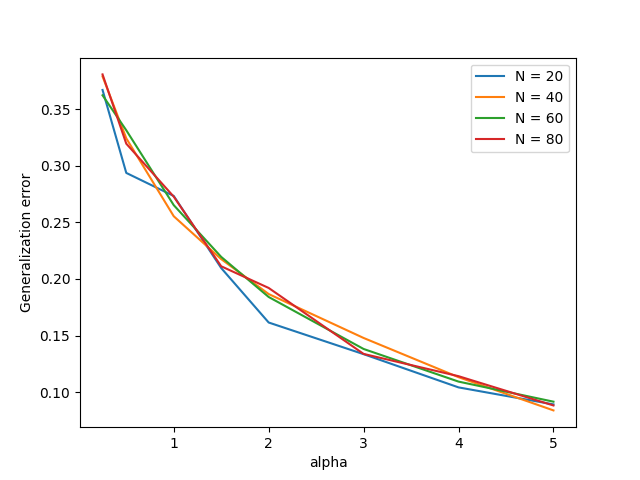 N = 20
N = 40
N = 60
N = 80
Generalization error
0.35
0.30
0.25
0.20
0.15
0.10
1 2 3 4 5
alpha